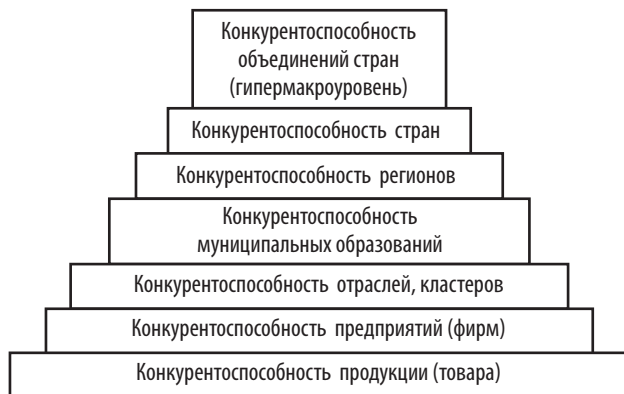 Конкурентоспособность
объединений стран
(гипермакроуровень)
Конкурентоспособность стран
Конкурентоспособность регионов
Конкурентоспособность
муниципальных образований
Конкурентоспособность отраслей, кластеров
Конкурентоспособность предприятий (фирм)
Конкурентоспособность продукции (товара)